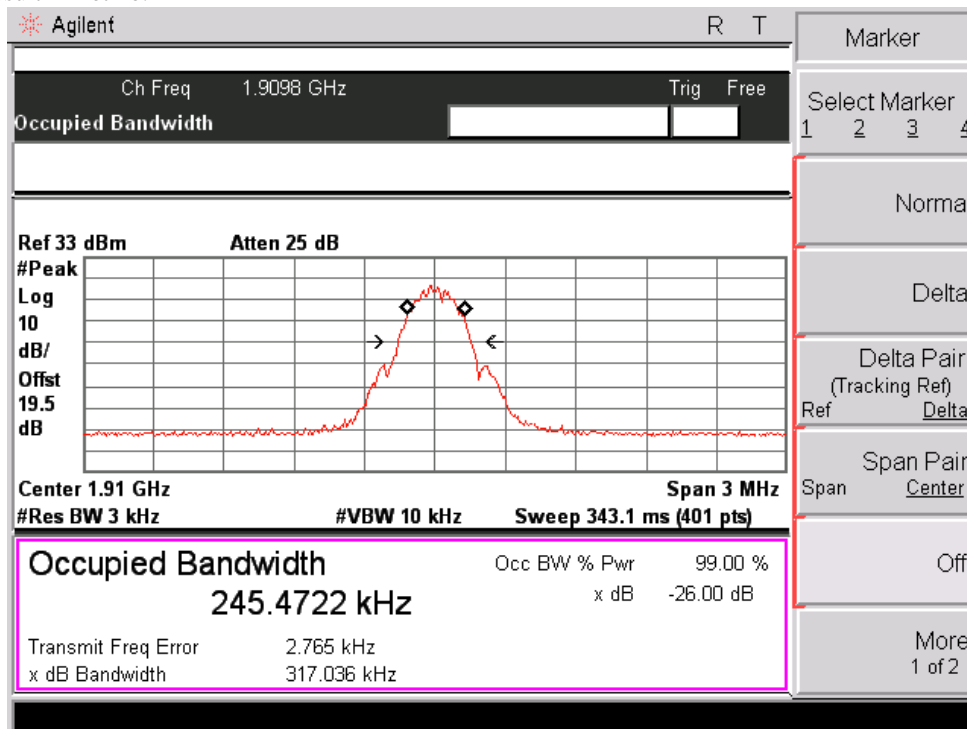 Agilent R T
Ch Freq 1.9098 GHz Trig Free
Occupied Bandwidth
Ref 33 dBm Atten 25 dB
#Peak
Log
10
dB/
Offst
19.5
dB
Center 1.91 GHz Span 3 MHz
#Res BW 3 kHz #VBW 10 kHz Sweep 343.1 ms (401 pts)
Occupied Bandwidth Occ BW % Pwr 99.00 %
245.4722 kHz x dB -26.00 dB
Transmit Freq Error 2.765 kHz
x dB Bandwidth 317.036 kHz
Marker
Select Marker
1 2 3 4
Norma
Delta
Delta Pair
(Tracking Ref)
Ref Delta
Span Pair
Span Center
Off
More
1 of 2